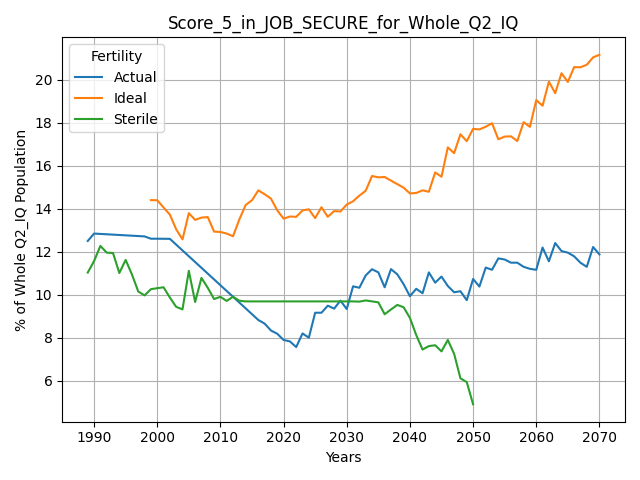 Score_5_in_JOB_SECURE_for_Whole_Q2_IQ
Fertility
Actual
Ideal
Sterile
% of Whole Q2_IQ Population
20
18
16
14
12
10
8
6
1990 2000 2010 2020 2030 2040 2050 2060 2070
Years